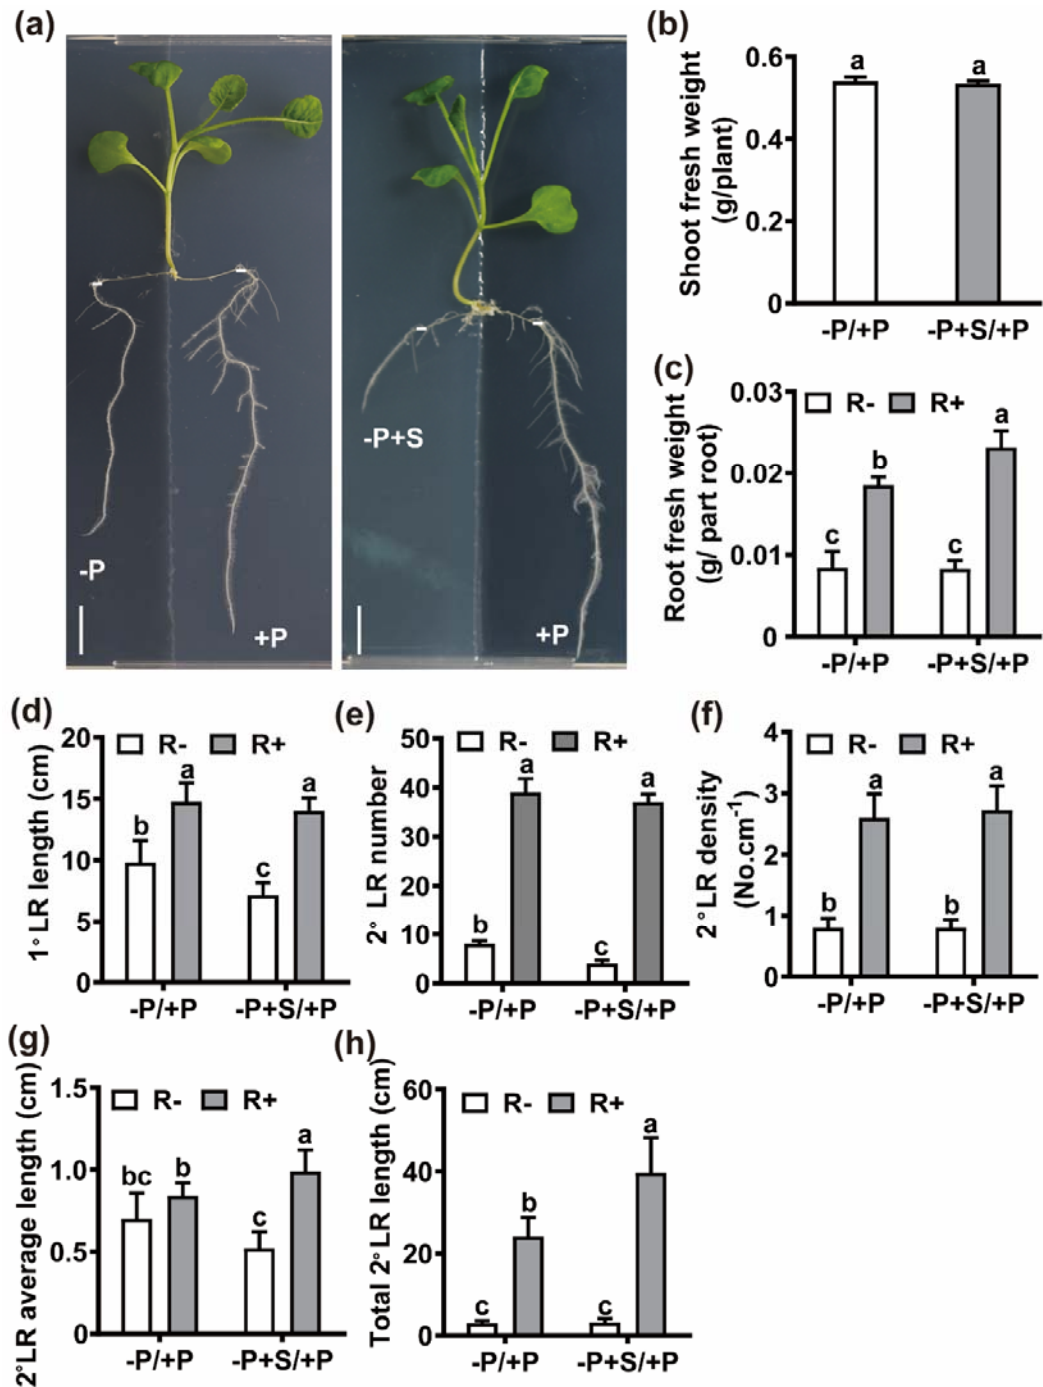 (a)
-P
+P
-P+S
+P
(b)
Shoot fresh weight
(g/plant)
0.6
0.4
0.2
0
a
a
-P/+P
-P+S/+P
(c)
Root fresh weight
(g/ part root)
0.03
0.02
0.01
0
R-
R+
c
b
c
a
-P/+P
-P+S/+P
(d)
1° LR length (cm)
20
15
10
5
0
R-
R+
b
a
c
a
-P/+P
-P+S/+P
(e)
2° LR number
50
40
30
20
10
0
R-
R+
b
a
c
a
-P/+P
-P+S/+P
(f)
2° LR density
(No.cm⁻¹)
4
3
2
1
0
R-
R+
b
a
b
a
-P/+P
-P+S/+P
(g)
2°LR average length (cm)
1.5
1.0
0.5
0
R-
R+
bc
b
c
a
-P/+P
-P+S/+P
(h)
Total 2° LR length (cm)
60
40
20
0
R-
R+
c
b
c
a
-P/+P
-P+S/+P